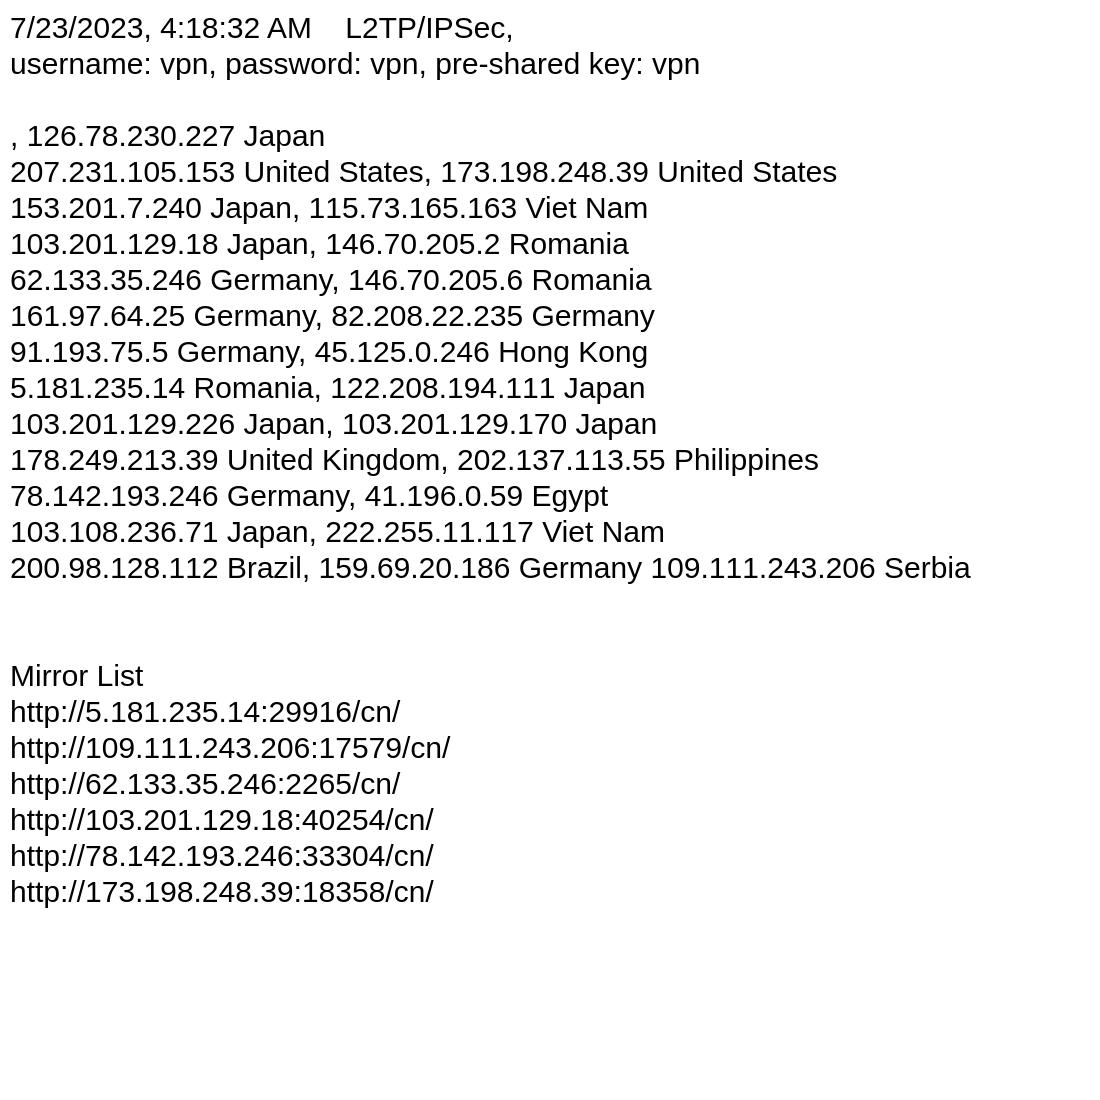 7/23/2023, 4:18:32 AM    L2TP/IPSec,
username: vpn, password: vpn, pre-shared key: vpn
, 126.78.230.227 Japan
207.231.105.153 United States, 173.198.248.39 United States
153.201.7.240 Japan, 115.73.165.163 Viet Nam
103.201.129.18 Japan, 146.70.205.2 Romania
62.133.35.246 Germany, 146.70.205.6 Romania
161.97.64.25 Germany, 82.208.22.235 Germany
91.193.75.5 Germany, 45.125.0.246 Hong Kong
5.181.235.14 Romania, 122.208.194.111 Japan
103.201.129.226 Japan, 103.201.129.170 Japan
178.249.213.39 United Kingdom, 202.137.113.55 Philippines
78.142.193.246 Germany, 41.196.0.59 Egypt
103.108.236.71 Japan, 222.255.11.117 Viet Nam
200.98.128.112 Brazil, 159.69.20.186 Germany 109.111.243.206 Serbia
Mirror List
http://5.181.235.14:29916/cn/
http://109.111.243.206:17579/cn/
http://62.133.35.246:2265/cn/
http://103.201.129.18:40254/cn/
http://78.142.193.246:33304/cn/
http://173.198.248.39:18358/cn/